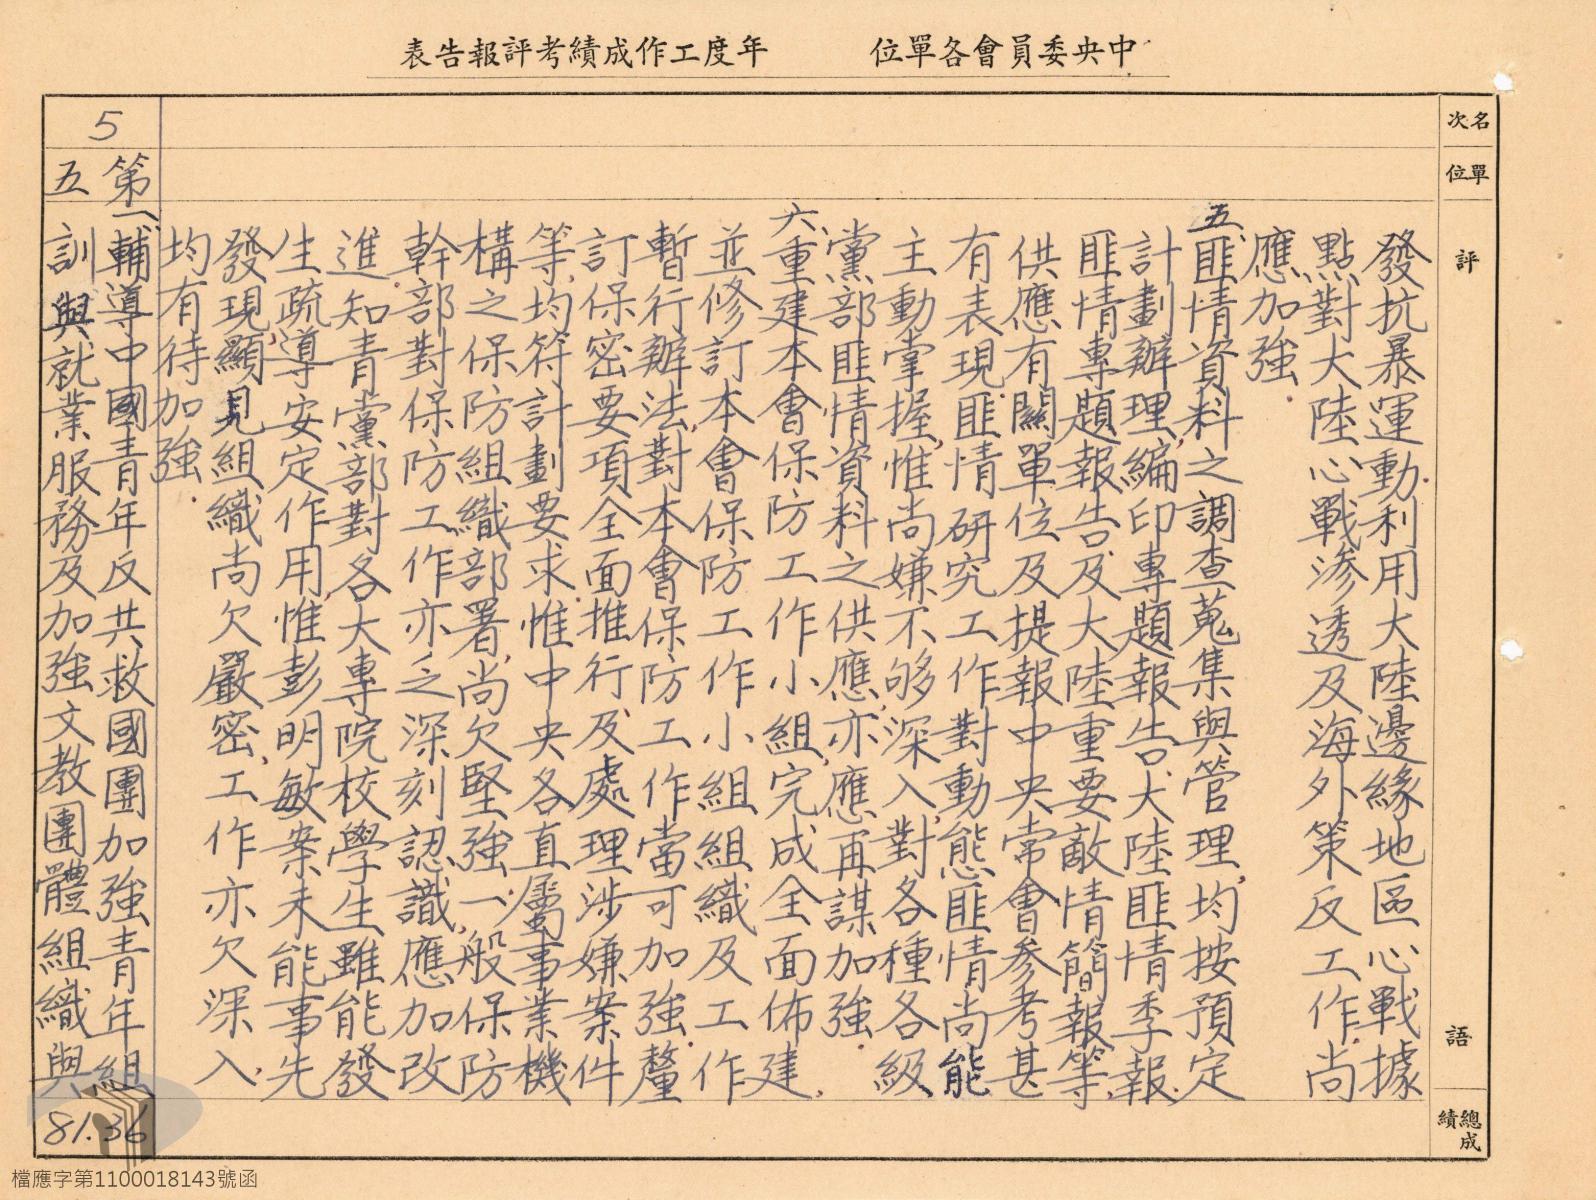 中央委員會各單位　　年度工作成績考評報告表
名次
單位
評語
總成績
發抗暴運動利用大陸邊緣地區心戰據
點對大陸心戰滲透及海外策反工作尚
應加強。
五、匪情資料之調查蒐集與管理，均按預定
計劃辦理，編印專題報告大陸匪情季報
匪情專題報告及大陸重要敵情簡報等，
供應有關單位及提報中央常會參考甚
有表現。匪情研究工作對動態匪情尚能
主動掌握，惟尚嫌不够深入，對各種各級
黨部匪情資料之供應，亦應再謀加強。
六、重建本會保防工作小組，完成全面佈建，
並修訂本會保防工作小組組織及工作
暫行辦法，對本會保防工作當可加強。釐
訂保密要項全面推行，及處理涉嫌案件
等，均符計劃要求。惟中央各直屬事業機
構之保防組織部署，尚欠堅強，一般保防
幹部對保防工作亦乏深刻認識，應加改
進。知青黨部對各大專院校學生雖能發
生疏導安定作用，惟彭明敏案未能事先
發現，顯見組織尚欠嚴密，工作亦欠深入，
均有待加強。
5
第五
(一)輔導中國青年反共救國團加強青年組
訓與就業服務及加強文教團體組織與
81.36
檔應字第1100018143號函